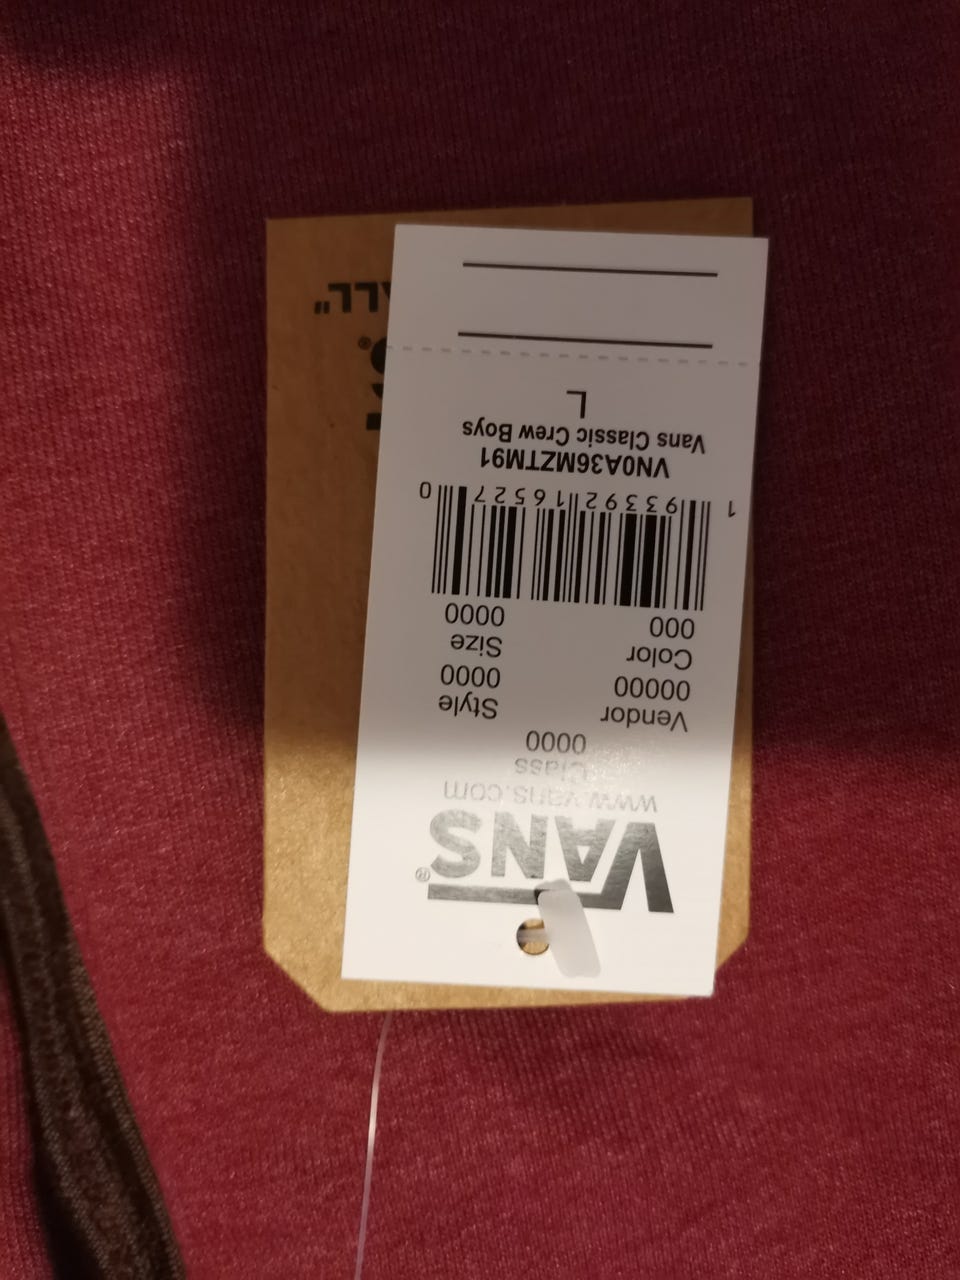 VANS®
www.vans.com
Class
0000
Vendor Style
00000 0000
Color Size
000 0000
1 93392 16527 0
VN0A36MZTM91
Vans Classic Crew Boys
L
S®
ALL"